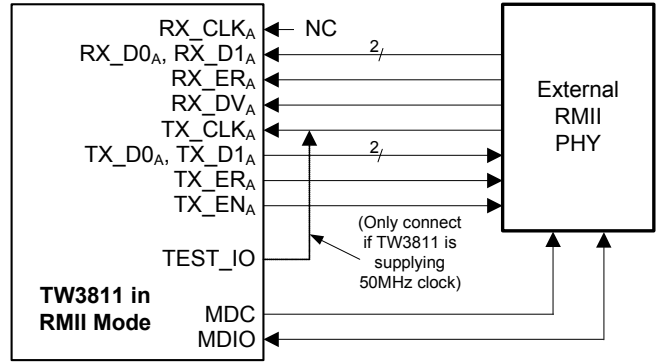 RX_CLKA NC
RX_D0A, RX_D1A 2
RX_ERA
RX_DVA
TX_CLKA
TX_D0A, TX_D1A 2
TX_ERA
TX_ENA
External
RMII
PHY
(Only connect
if TW3811 is
supplying
50MHz clock)
TEST_IO
TW3811 in
RMII Mode
MDC
MDIO